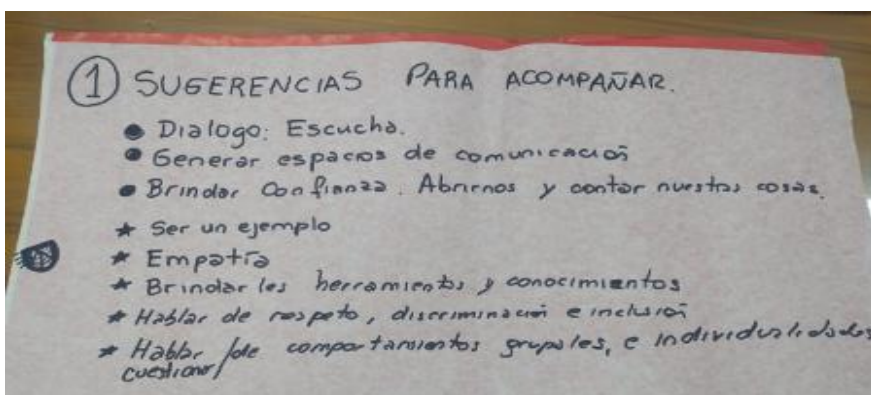 ① SUGERENCIAS PARA ACOMPAÑAR.
● Dialogo: Escucha.
● Generar espacios de comunicación
● Brindar Confianza. Abrirnos y contar nuestras cosas.
★ Ser un ejemplo
★ Empatía
★ Brindarles herramientas y conocimientos
★ Hablar de respeto, discriminación e inclusión
★ Hablar / de comportamientos grupales, e individualidades
cuestionar /